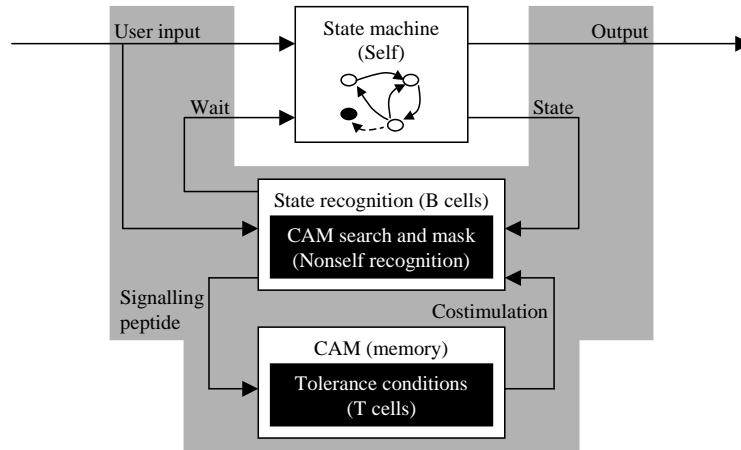 User input
State machine
(Self)
Output
Wait
State
State recognition (B cells)
CAM search and mask
(Nonself recognition)
Signalling
peptide
Costimulation
CAM (memory)
Tolerance conditions
(T cells)